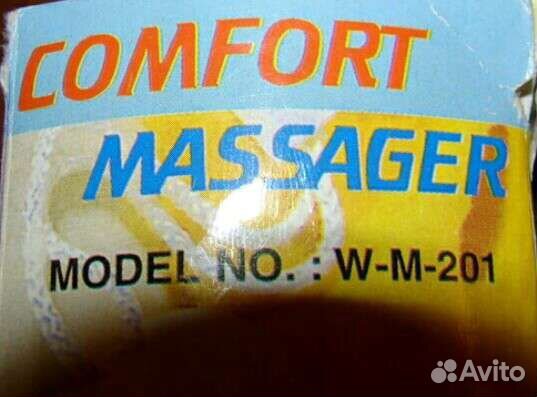 COMFORT
MASSAGER
MODEL NO. : W-M-201
Avito